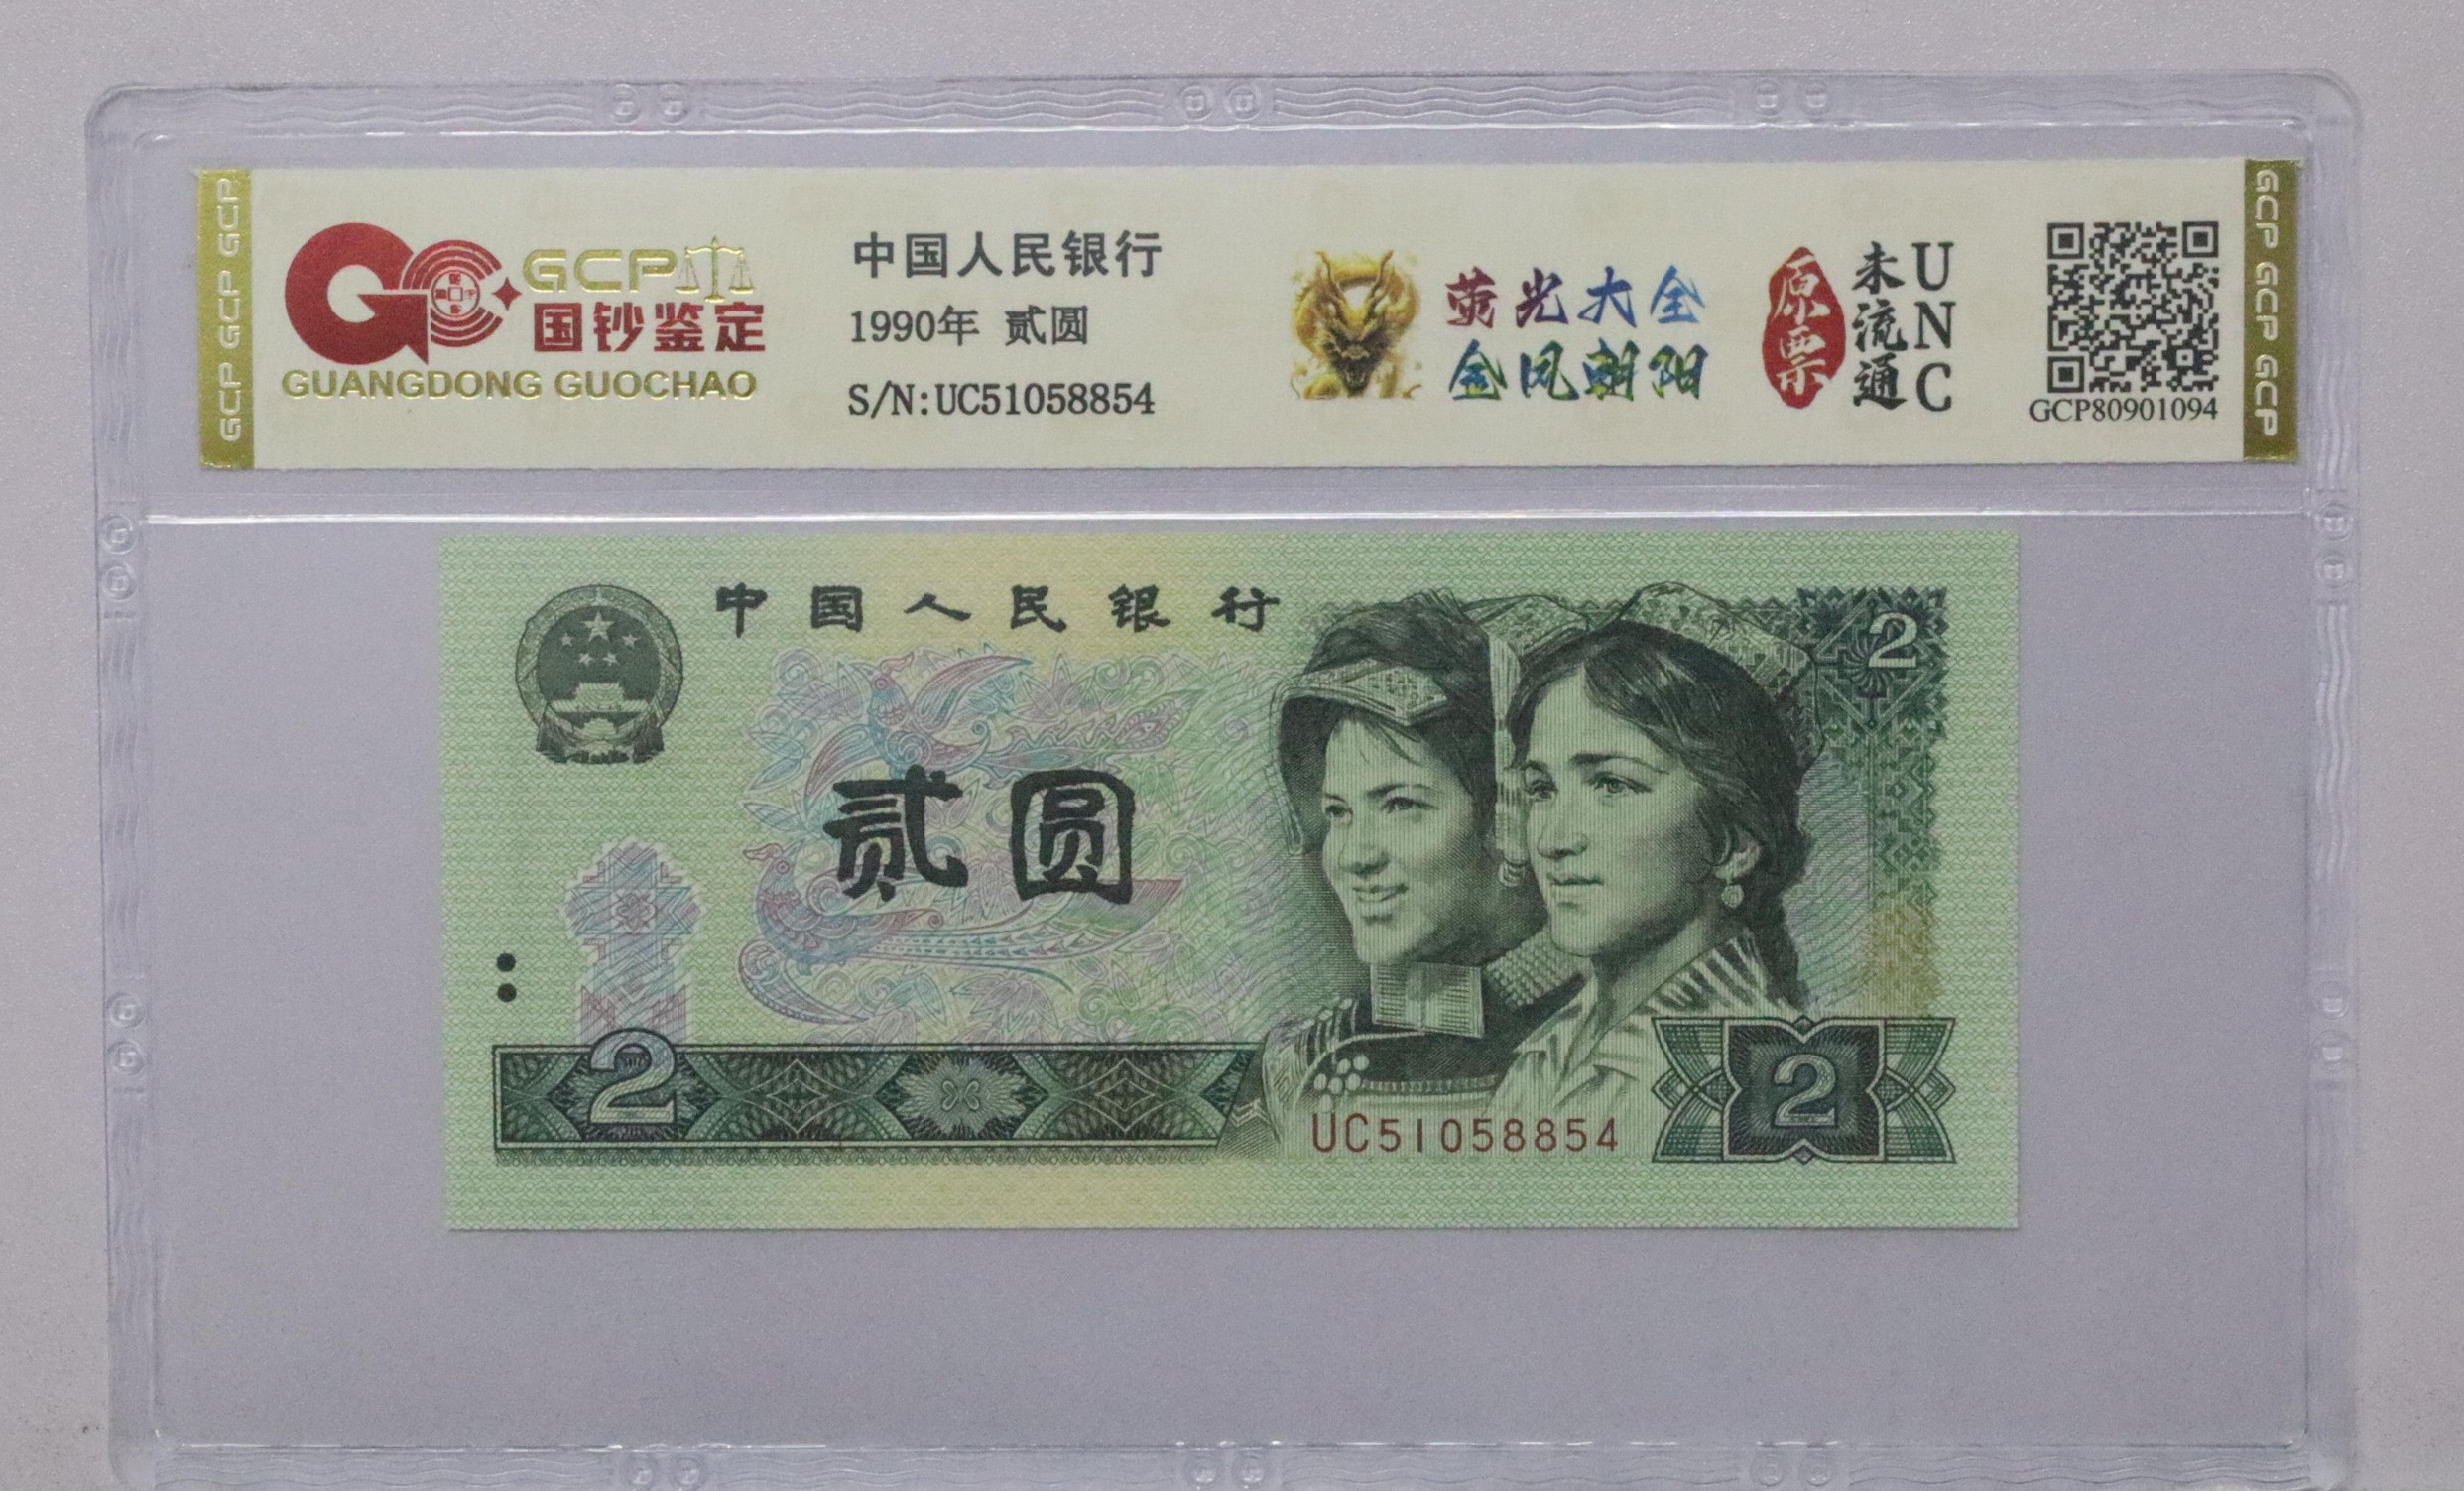 GCP GCP GCP
GCP
国钞鉴定
GUANGDONG GUOCHAO
中国人民银行
1990年 贰圆
S/N:UC51058854
荧光大全
金凤朝阳
原票
未流通
UNC
GCP80901094
GCP GCP GCP
中国人民银行
2
贰圆
2
UC51058854
2